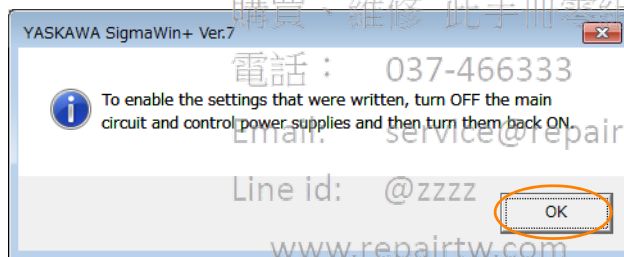 購買、維修 此手冊零組
YASKAWA SigmaWin+ Ver.7
電話： 037-466333
To enable the settings that were written, turn OFF the main
circuit and control power supplies and then turn them back ON.
Email: service@repair
Line id: @zzzz
OK
www.repairtw.com